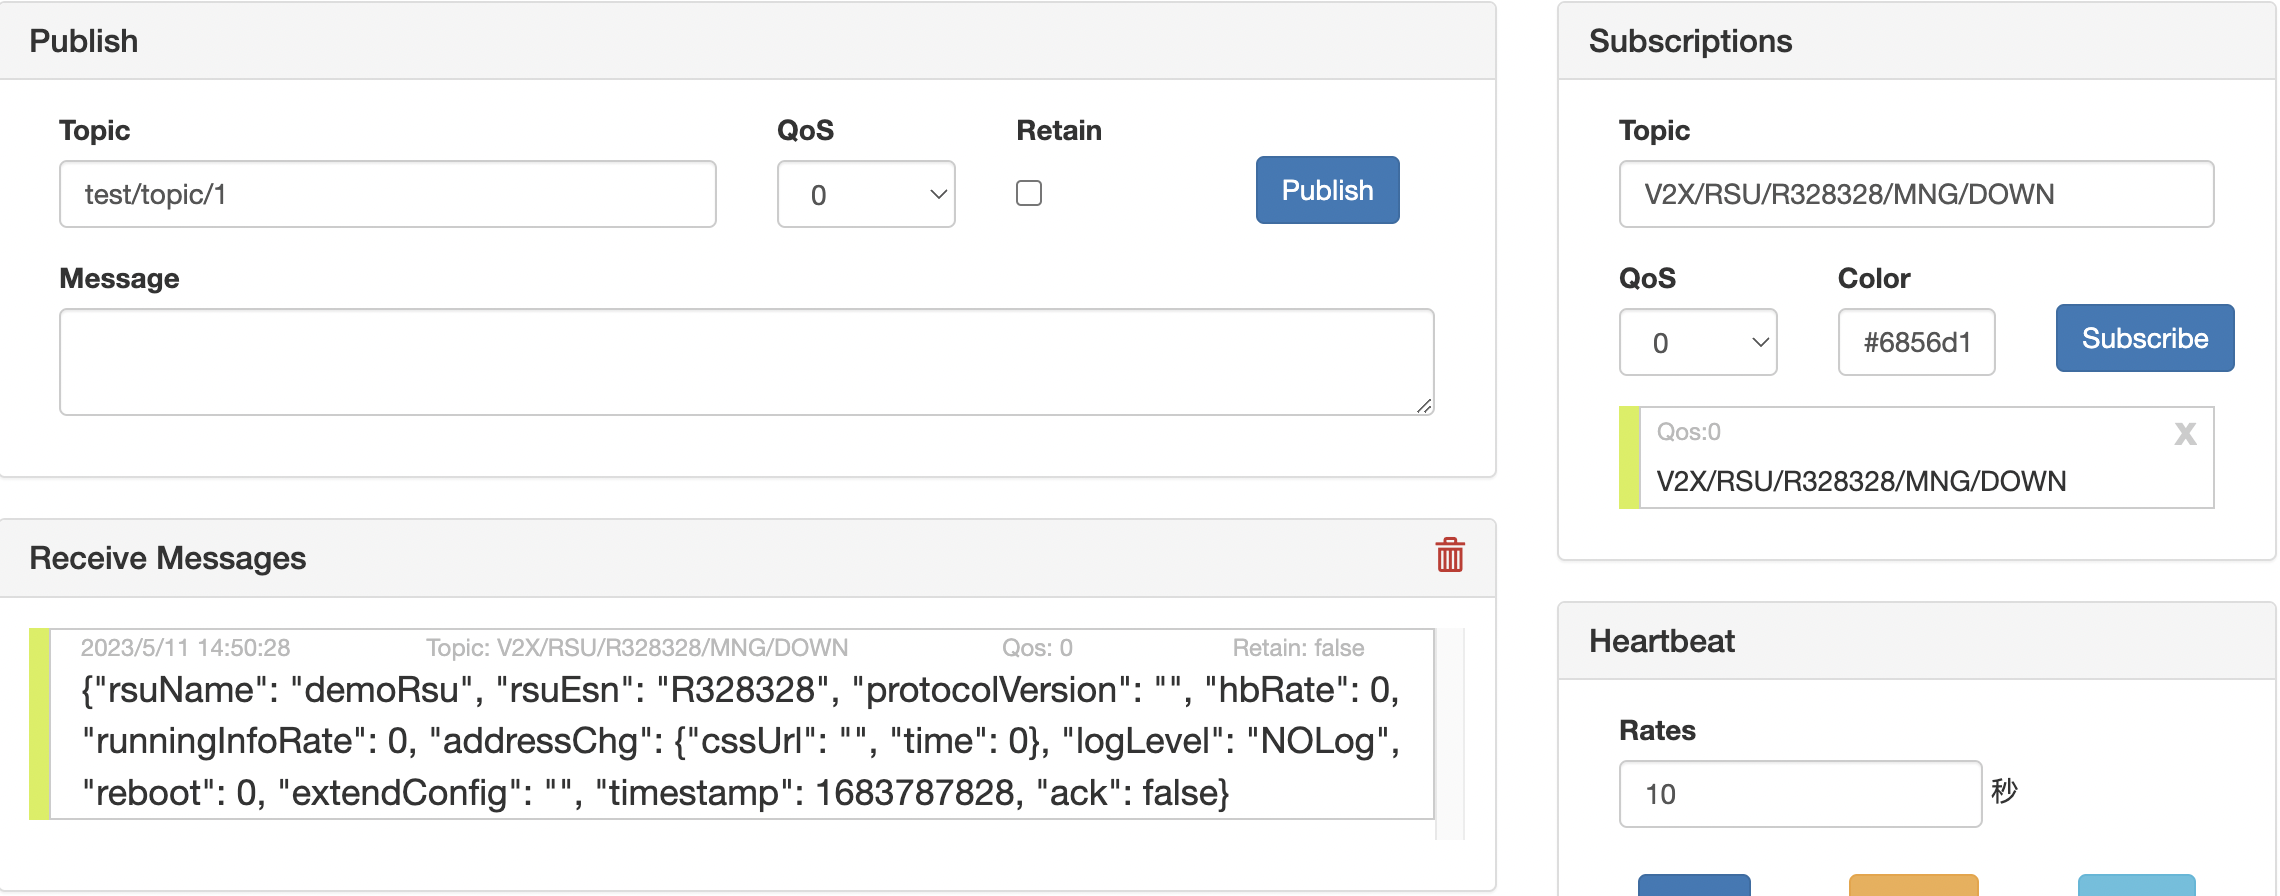 Publish
Topic
QoS
Retain
test/topic/1
0
Publish
Message
Receive Messages
2023/5/11 14:50:28 Topic: V2X/RSU/R328328/MNG/DOWN Qos: 0 Retain: false
{"rsuName": "demoRsu", "rsuEsn": "R328328", "protocolVersion": "", "hbRate": 0,
"runningInfoRate": 0, "addressChg": {"cssUrl": "", "time": 0}, "logLevel": "NOLog",
"reboot": 0, "extendConfig": "", "timestamp": 1683787828, "ack": false}
Subscriptions
Topic
V2X/RSU/R328328/MNG/DOWN
QoS
Color
0
#6856d1
Subscribe
Qos:0
x
V2X/RSU/R328328/MNG/DOWN
Heartbeat
Rates
10 秒